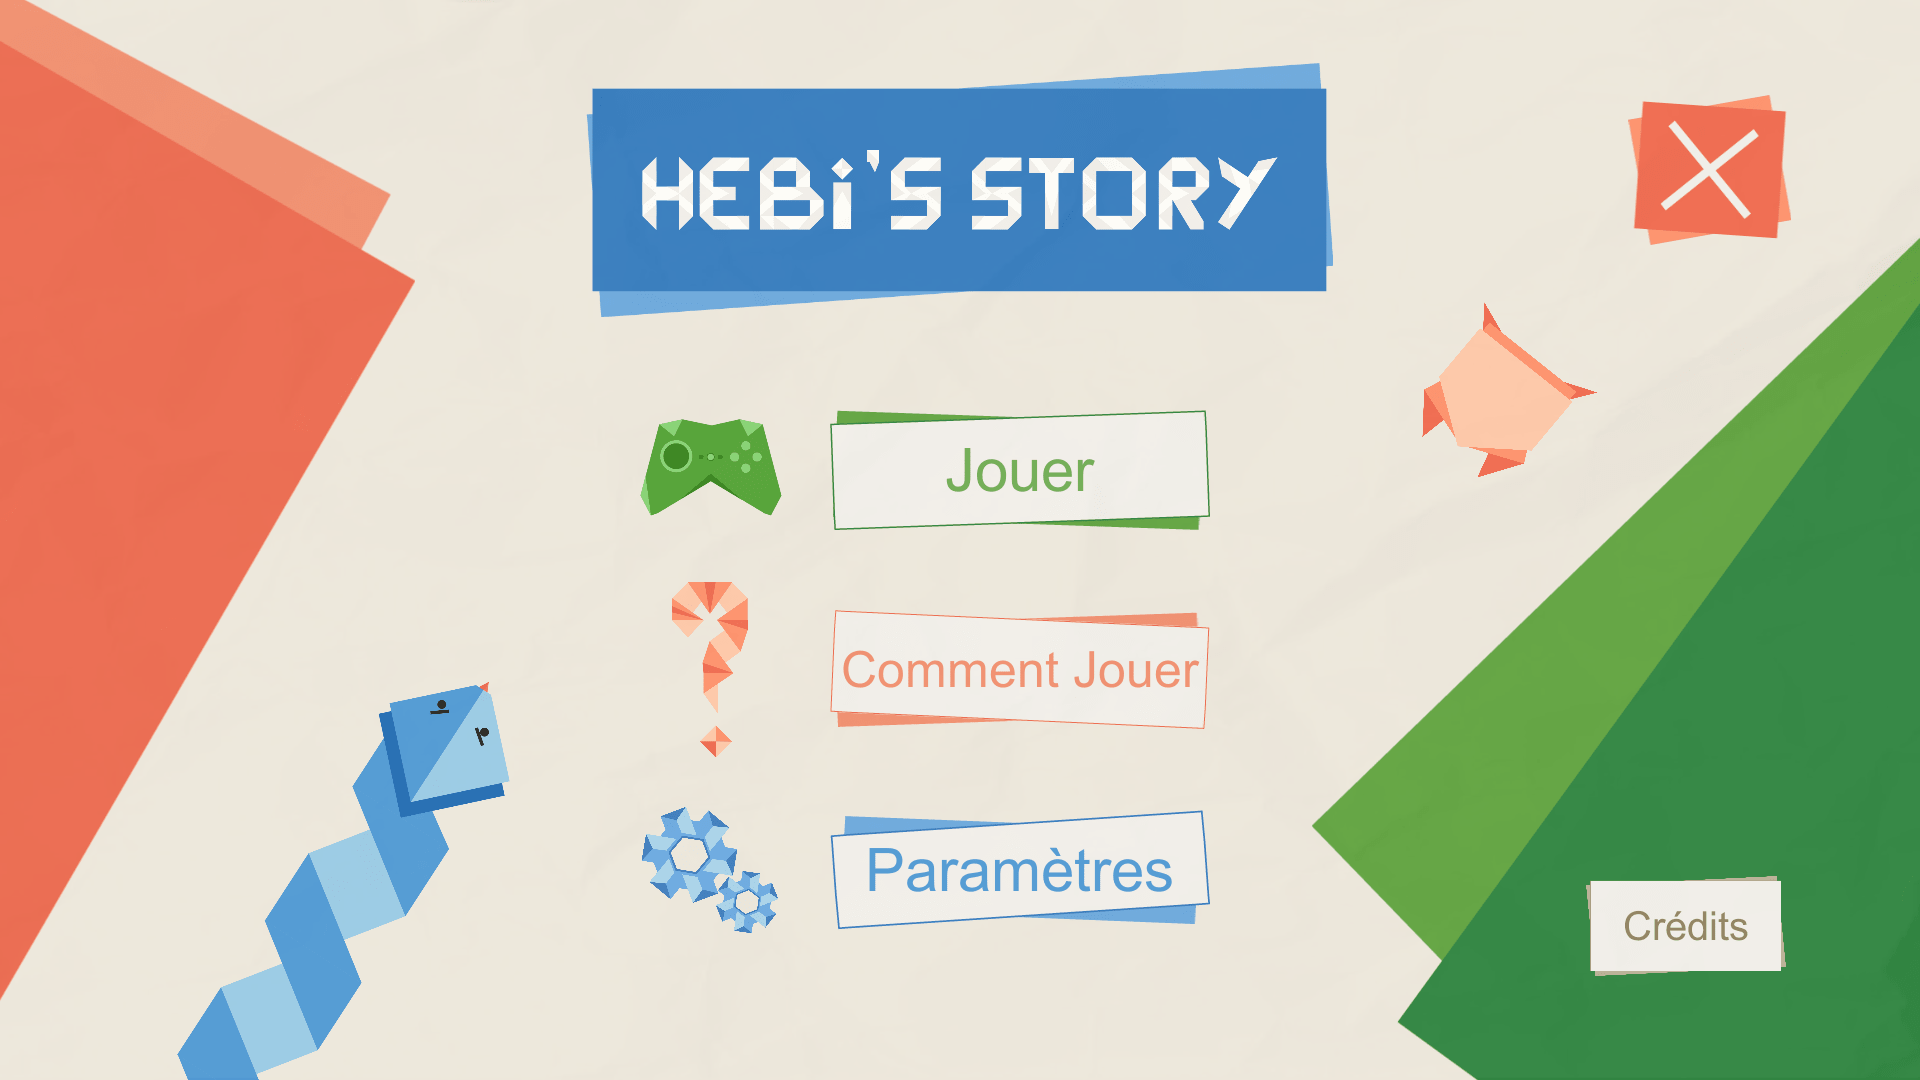 HEBi'S STORY
Jouer
Comment Jouer
Paramètres
Crédits